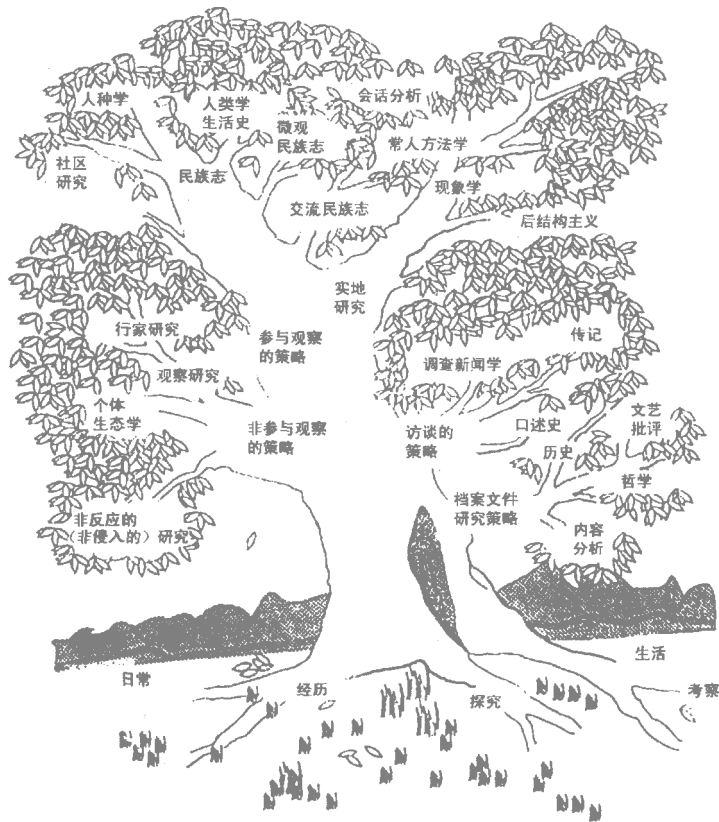 人种学
人类学
生活史
会话分析
微观
民族志
常人方法学
社区
研究
民族志
现象学
交流民族志
后结构主义
实地
研究
行家研究
参与观察
的策略
传记
调查新闻学
观察研究
个体
生态学
非参与观察
的策略
访谈的
策略
口述史
文艺
批评
历史
哲学
档案文件
研究策略
非反应的
（非侵入的）研究
内容
分析
生活
日常
经历
探究
考察